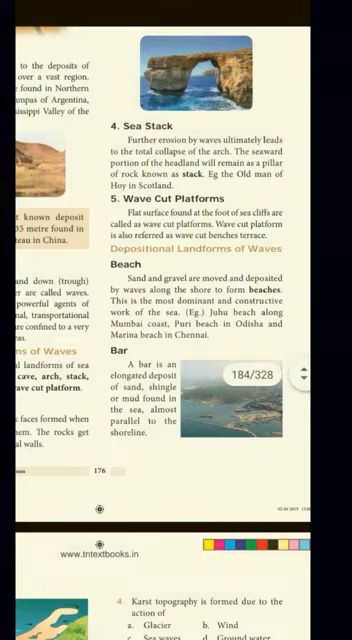 to the deposits of
over a vast region.
found in Northern
ampas of Argentina,
sissippi Valley of the
t known deposit
35 metre found in
teau in China.
and down (trough)
er are called waves.
powerful agents of
nal, transportational
are confined to a very
eas.
ns of Waves
al landforms of sea
cave, arch, stack,
ave cut platform.
faces formed when
hem. The rocks get
al walls.
4. Sea Stack
Further erosion by waves ultimately leads
to the total collapse of the arch. The seaward
portion of the headland will remain as a pillar
of rock known as stack. Eg the Old man of
Hoy in Scotland.
5. Wave Cut Platforms
Flat surface found at the foot of sea cliffs are
called as wave cut platforms. Wave cut platform
is also referred as wave cut benches terrace.
Depositional Landforms of Waves
Beach
Sand and gravel are moved and deposited
by waves along the shore to form beaches.
This is the most dominant and constructive
work of the sea. (Eg.) Juhu beach along
Mumbai coast, Puri beach in Odisha and
Marina beach in Chennai.
Bar
A bar is an
elongated deposit
of sand, shingle
or mud found in
the sea, almost
parallel to the
shoreline.
184/328
176
www.tntextbooks.in
4. Karst topography is formed due to the
action of
a. Glacier b. Wind
c. Sea waves d. Ground water